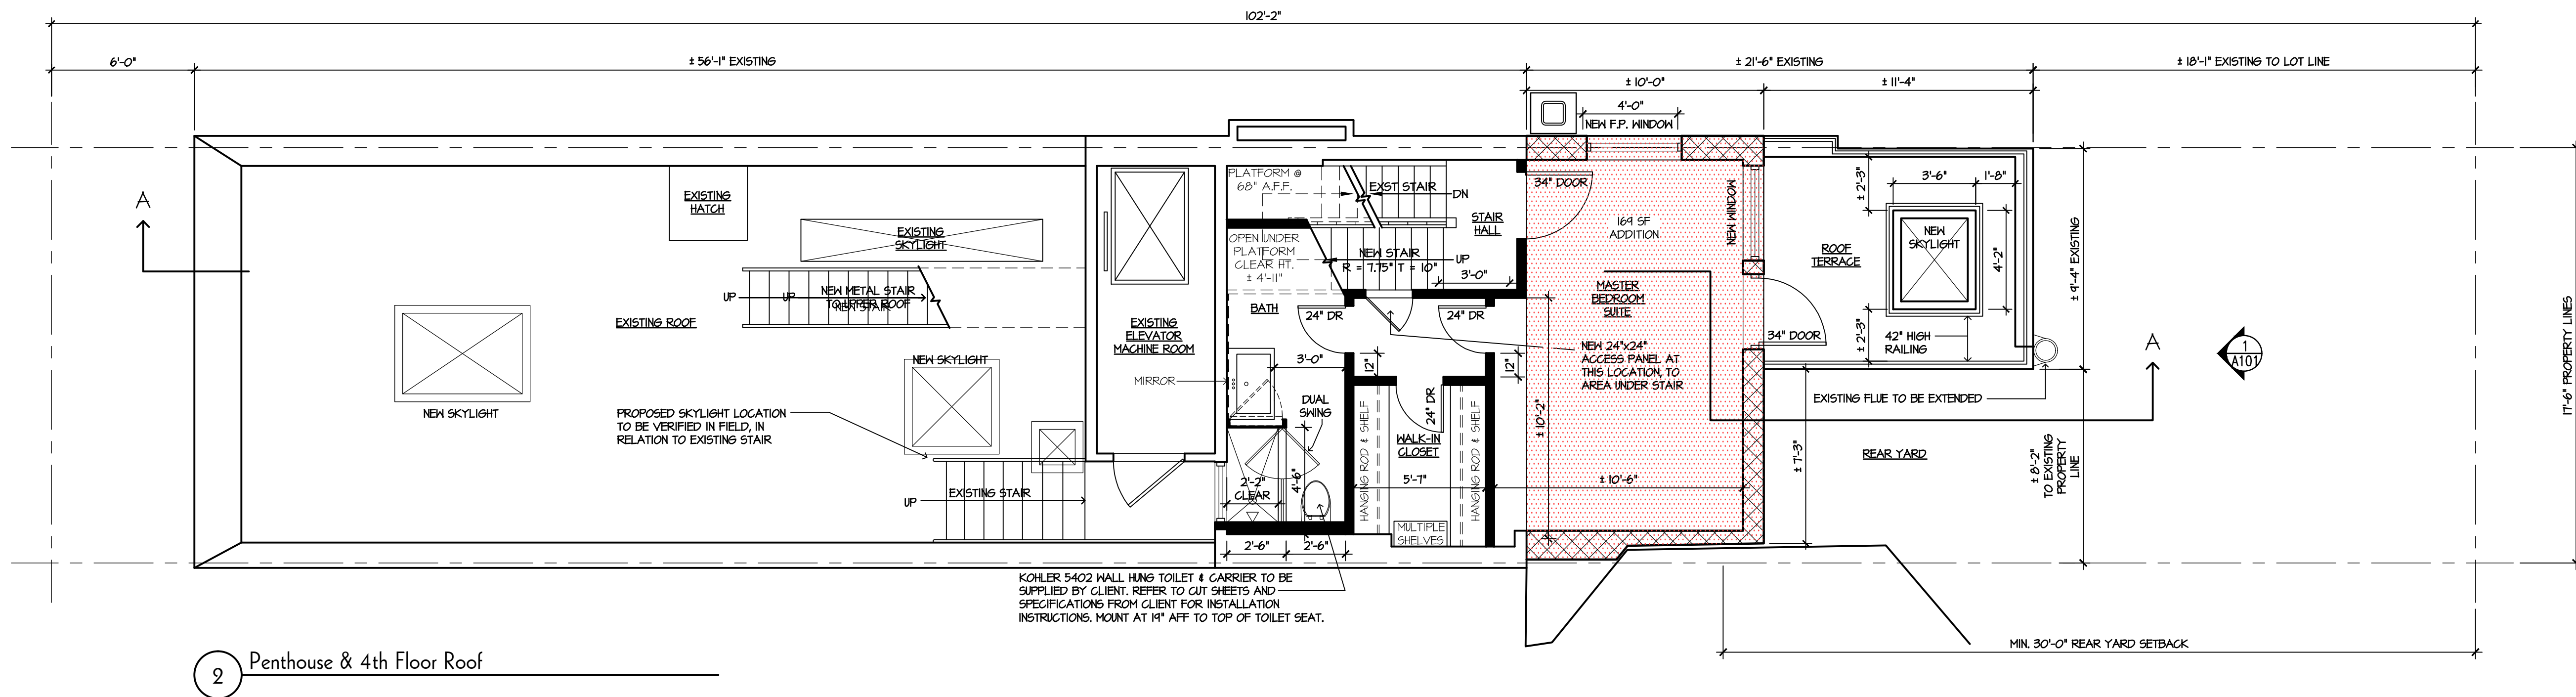 102'-2"
6'-0"
± 56'-1" EXISTING
± 21'-6" EXISTING
± 18'-1" EXISTING TO LOT LINE
± 10'-0"
± 11'-4"
4'-0"
NEW F.P. WINDOW
A
EXISTING
HATCH
EXISTING
SKYLIGHT
UP
UP
NEW METAL STAIR
TO UPPER ROOF
NEW STAIR
EXISTING ROOF
NEW SKYLIGHT
NEW SKYLIGHT
PROPOSED SKYLIGHT LOCATION
TO BE VERIFIED IN FIELD, IN
RELATION TO EXISTING STAIR
UP
EXISTING STAIR
EXISTING
ELEVATOR
MACHINE ROOM
MIRROR
PLATFORM @
68" A.F.F.
EXST STAIR
DN
STAIR
HALL
OPEN UNDER
PLATFORM
CLEAR HT.
± 4'-11"
NEW STAIR
UP
R = 7.75" T = 10"
3'-0"
BATH
24" DR
24" DR
3'-0"
12"
12"
DUAL
SWING
24" DR
WALK-IN
CLOSET
HANGING ROD & SHELF
HANGING ROD & SHELF
5'-7"
2'-2"
CLEAR
4'-6"
MULTIPLE
SHELVES
2'-6"
2'-6"
KOHLER 5402 WALL HUNG TOILET & CARRIER TO BE
SUPPLIED BY CLIENT. REFER TO CUT SHEETS AND
SPECIFICATIONS FROM CLIENT FOR INSTALLATION
INSTRUCTIONS. MOUNT AT 19" AFF TO TOP OF TOILET SEAT.
34" DOOR
169 SF
ADDITION
NEW WINDOW
MASTER
BEDROOM
SUITE
NEW 24"x24"
ACCESS PANEL AT
THIS LOCATION, TO
AREA UNDER STAIR
± 10'-2"
± 10'-6"
34" DOOR
ROOF
TERRACE
± 2'-3"
3'-6"
1'-8"
NEW
SKYLIGHT
4'-2"
± 2'-3"
42" HIGH
RAILING
EXISTING FLUE TO BE EXTENDED
± 7'-3"
REAR YARD
± 9'-4" EXISTING
± 8'-2"
TO EXISTING
PROPERTY
LINE
A
1
A101
17'-6" PROPERTY LINES
MIN. 30'-0" REAR YARD SETBACK
2
Penthouse & 4th Floor Roof